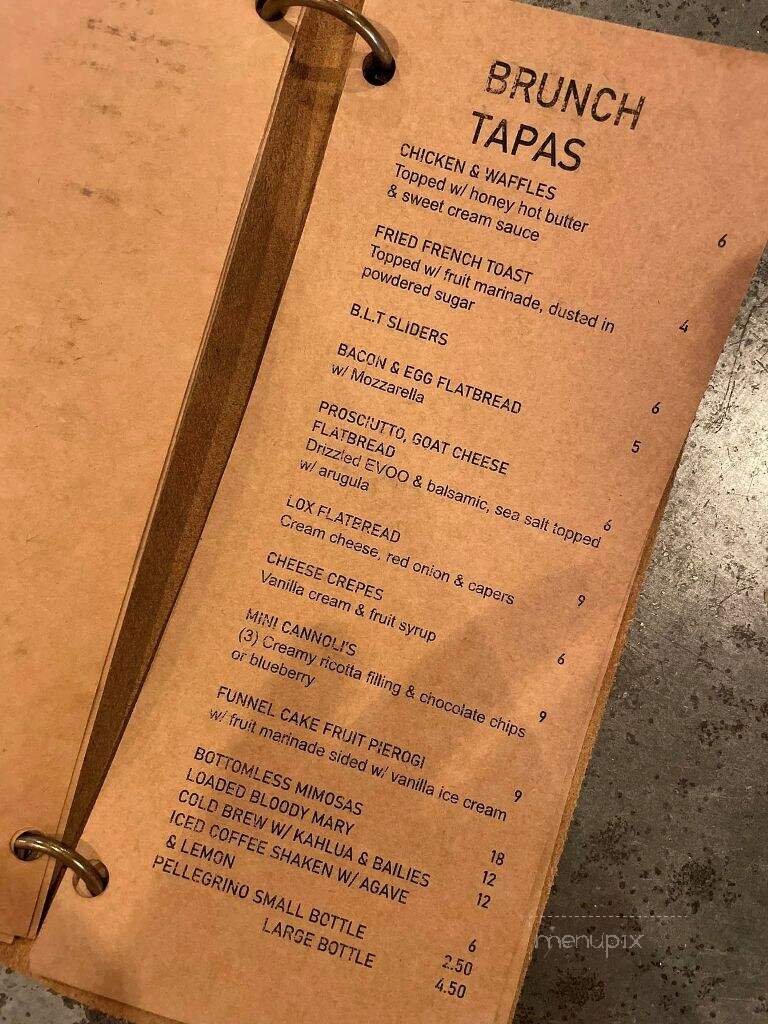 BRUNCH
TAPAS
CHICKEN & WAFFLES 6
Topped w/ honey hot butter
& sweet cream sauce
FRIED FRENCH TOAST 4
Topped w/ fruit marinade, dusted in
powdered sugar
B.L.T SLIDERS 6
BACON & EGG FLATBREAD 5
w/ Mozzarella
PROSCIUTTO, GOAT CHEESE
FLATBREAD 6
Drizzled EVOO & balsamic, sea salt topped
w/ arugula
LOX FLATBREAD 9
Cream cheese, red onion & capers
CHEESE CREPES 6
Vanilla cream & fruit syrup
MINI CANNOLI'S 9
(3) Creamy ricotta filling & chocolate chips
or blueberry
FUNNEL CAKE FRUIT PIEROGI 9
w/ fruit marinade sided w/ vanilla ice cream
BOTTOMLESS MIMOSAS 18
LOADED BLOODY MARY 12
COLD BREW W/ KAHLUA & BAILIES 12
ICED COFFEE SHAKEN W/ AGAVE
& LEMON 6
PELLEGRINO SMALL BOTTLE 2.50
LARGE BOTTLE 4.50
menupix